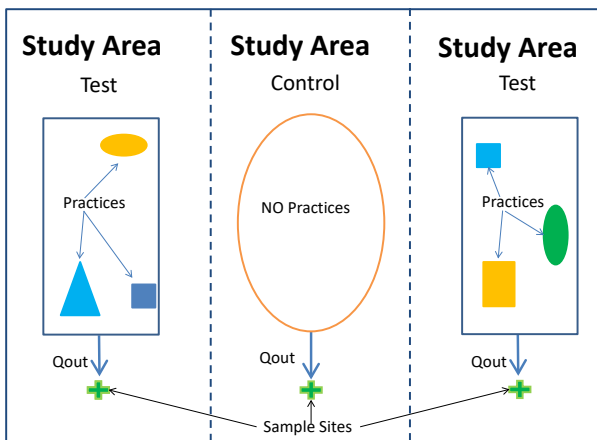 Study Area
Test
Practices
Qout
Study Area
Control
NO Practices
Qout
Study Area
Test
Practices
Qout
Sample Sites